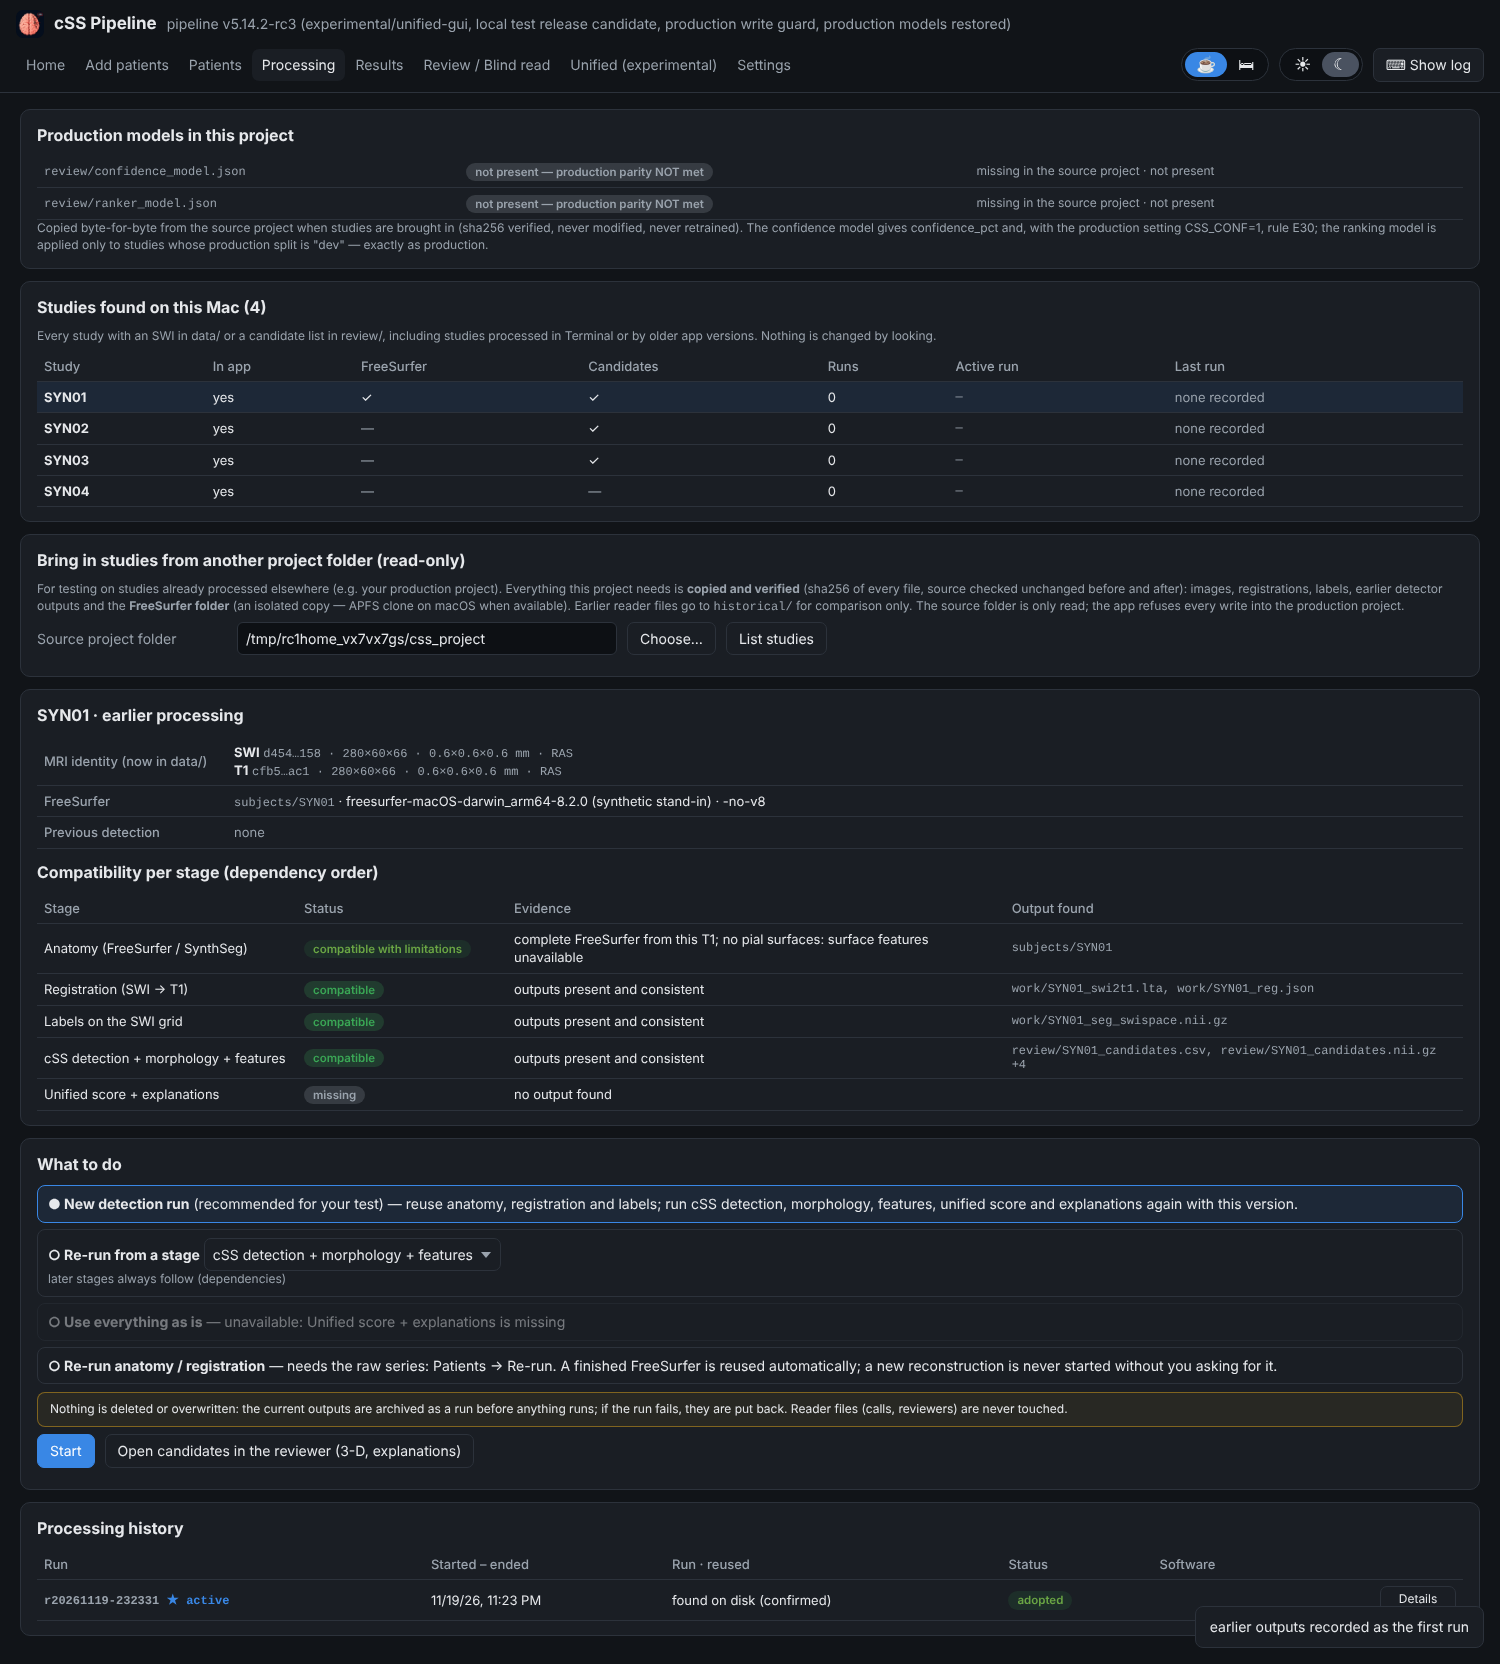 cSS Pipeline pipeline v5.14.2-rc3 (experimental/unified-gui, local test release candidate, production write guard, production models restored)
Home Add patients Patients Processing Results Review / Blind read Unified (experimental) Settings Show log
Production models in this project
review/confidence_model.json not present — production parity NOT met missing in the source project · not present
review/ranker_model.json not present — production parity NOT met missing in the source project · not present
Copied byte-for-byte from the source project when studies are brought in (sha256 verified, never modified, never retrained). The confidence model gives confidence_pct and, with the production setting CSS_CONF=1, rule E30; the ranking model is
applied only to studies whose production split is "dev" — exactly as production.
Studies found on this Mac (4)
Every study with an SWI in data/ or a candidate list in review/, including studies processed in Terminal or by older app versions. Nothing is changed by looking.
Study In app FreeSurfer Candidates Runs Active run Last run
SYN01 yes ✓ ✓ 0 – none recorded
SYN02 yes — ✓ 0 – none recorded
SYN03 yes — ✓ 0 – none recorded
SYN04 yes — — 0 – none recorded
Bring in studies from another project folder (read-only)
For testing on studies already processed elsewhere (e.g. your production project). Everything this project needs is copied and verified (sha256 of every file, source checked unchanged before and after): images, registrations, labels, earlier detector
outputs and the FreeSurfer folder (an isolated copy — APFS clone on macOS when available). Earlier reader files go to historical/ for comparison only. The source folder is only read; the app refuses every write into the production project.
Source project folder /tmp/rc1home_vx7vx7gs/css_project Choose... List studies
SYN01 · earlier processing
MRI identity (now in data/) SWI d454…158 · 280×60×66 · 0.6×0.6×0.6 mm · RAS
T1 cfb5…ac1 · 280×60×66 · 0.6×0.6×0.6 mm · RAS
FreeSurfer subjects/SYN01 · freesurfer-macOS-darwin_arm64-8.2.0 (synthetic stand-in) · -no-v8
Previous detection none
Compatibility per stage (dependency order)
Stage Status Evidence Output found
Anatomy (FreeSurfer / SynthSeg) compatible with limitations complete FreeSurfer from this T1; no pial surfaces: surface features
unavailable subjects/SYN01
Registration (SWI → T1) compatible outputs present and consistent work/SYN01_swi2t1.lta, work/SYN01_reg.json
Labels on the SWI grid compatible outputs present and consistent work/SYN01_seg_swispace.nii.gz
cSS detection + morphology + features compatible outputs present and consistent review/SYN01_candidates.csv, review/SYN01_candidates.nii.gz
+4
Unified score + explanations missing no output found
What to do
New detection run (recommended for your test) — reuse anatomy, registration and labels; run cSS detection, morphology, features, unified score and explanations again with this version.
Re-run from a stage cSS detection + morphology + features
later stages always follow (dependencies)
Use everything as is — unavailable: Unified score + explanations is missing
Re-run anatomy / registration — needs the raw series: Patients → Re-run. A finished FreeSurfer is reused automatically; a new reconstruction is never started without you asking for it.
Nothing is deleted or overwritten: the current outputs are archived as a run before anything runs; if the run fails, they are put back. Reader files (calls, reviewers) are never touched.
Start Open candidates in the reviewer (3-D, explanations)
Processing history
Run Started – ended Run · reused Status Software
r20261119-232331 ★ active 11/19/26, 11:23 PM found on disk (confirmed) adopted Details
earlier outputs recorded as the first run